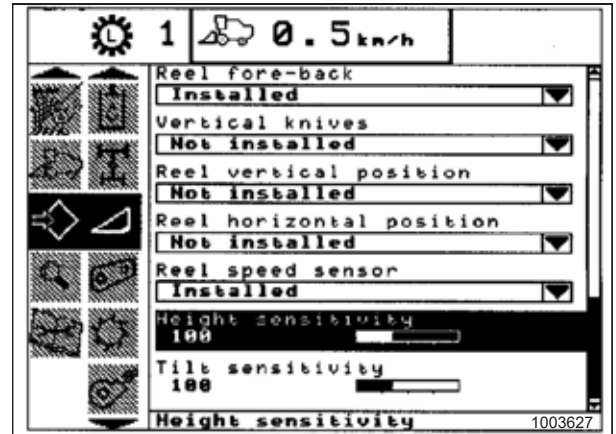 L 1 0.5km/h
Reel fore-back
Installed
Vertical knives
Not installed
Reel vertical position
Not installed
Reel horizontal position
Not installed
Reel speed sensor
Installed
Height sensitivity
100
Tilt sensitivity
100
Height sensitivity
1003627